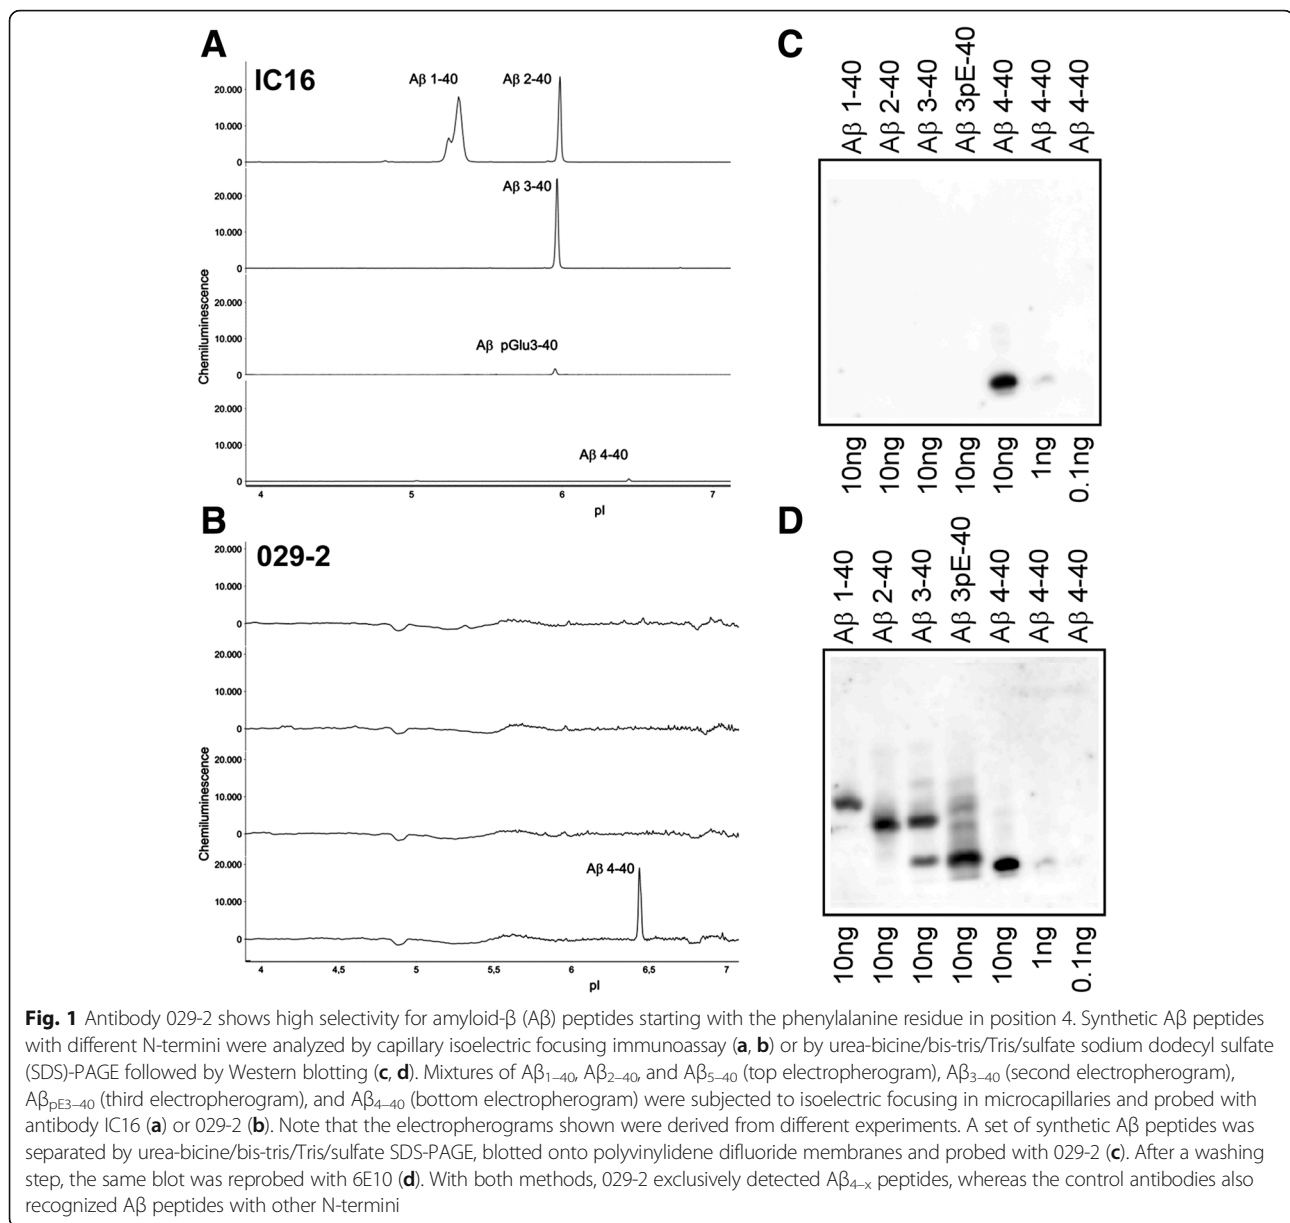 A
IC16
Aβ 1-40
Aβ 2-40
20.000
10.000
0
Aβ 3-40
20.000
10.000
0
Chemiluminescence
20.000
Aβ pGlu3-40
10.000
0
20.000
Aβ 4-40
10.000
0
4
5
6
7
pI
B
029-2
20.000
10.000
0
20.000
10.000
0
Chemiluminescence
20.000
10.000
0
20.000
Aβ 4-40
10.000
0
4
4,5
5
5,5
6
6,5
7
pI
C
Aβ 1-40
Aβ 2-40
Aβ 3-40
Aβ 3pE-40
Aβ 4-40
Aβ 4-40
Aβ 4-40
10ng
10ng
10ng
10ng
10ng
1ng
0.1ng
D
Aβ 1-40
Aβ 2-40
Aβ 3-40
Aβ 3pE-40
Aβ 4-40
Aβ 4-40
Aβ 4-40
10ng
10ng
10ng
10ng
10ng
1ng
0.1ng
Fig. 1 Antibody 029-2 shows high selectivity for amyloid-β (Aβ) peptides starting with the phenylalanine residue in position 4. Synthetic Aβ peptides
with different N-termini were analyzed by capillary isoelectric focusing immunoassay (a, b) or by urea-bicine/bis-tris/Tris/sulfate sodium dodecyl sulfate
(SDS)-PAGE followed by Western blotting (c, d). Mixtures of Aβ1–40, Aβ2–40, and Aβ5–40 (top electropherogram), Aβ3–40 (second electropherogram),
AβpE3–40 (third electropherogram), and Aβ4–40 (bottom electropherogram) were subjected to isoelectric focusing in microcapillaries and probed with
antibody IC16 (a) or 029-2 (b). Note that the electropherograms shown were derived from different experiments. A set of synthetic Aβ peptides was
separated by urea-bicine/bis-tris/Tris/sulfate SDS-PAGE, blotted onto polyvinylidene difluoride membranes and probed with 029-2 (c). After a washing
step, the same blot was reprobed with 6E10 (d). With both methods, 029-2 exclusively detected Aβ4–x peptides, whereas the control antibodies also
recognized Aβ peptides with other N-termini